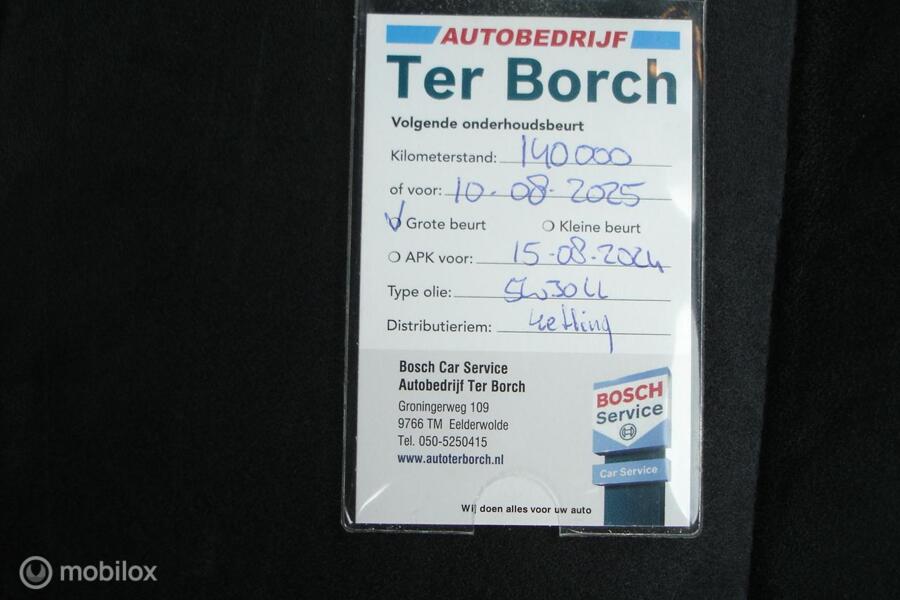 AUTOBEDRIJF
Ter Borch
Volgende onderhoudsbeurt
Kilometerstand: 140000
of voor: 10-08-2025
Grote beurt Kleine beurt
APK voor: 15-08-2024
Type olie: 5W30LL
Distributieriem: ketting
Bosch Car Service
Autobedrijf Ter Borch
Groningerweg 109
9766 TM Eelderwolde
Tel. 050-5250415
www.autoterborch.nl
BOSCH
Service
Car Service
Wij doen alles voor uw auto
mobilox